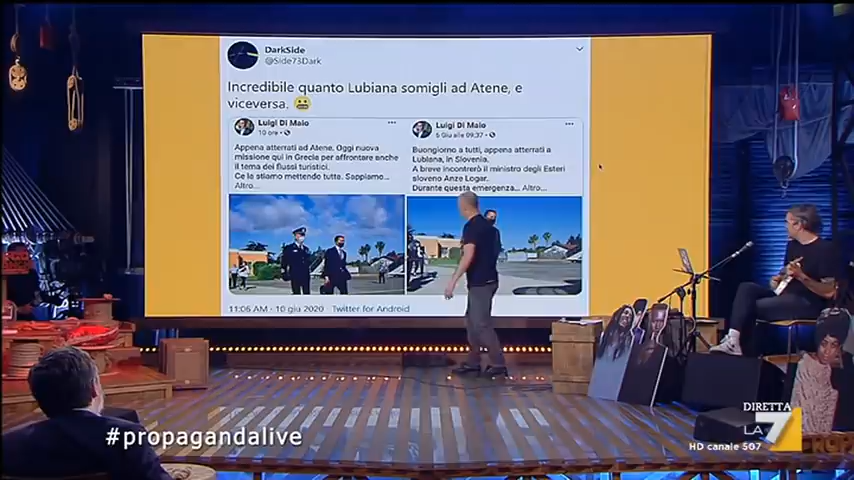 DarkSide
@Side73Dark
Incredibile quanto Lubiana somigli ad Atene, e
viceversa. 😬
Luigi Di Maio
10 ore
Appena atterrati ad Atene. Oggi nuova
missione qui in Grecia per affrontare anche
il tema dei flussi turistici.
Ce la stiamo mettendo tutta. Sappiamo...
Altro...
Luigi Di Maio
5 Giu alle 09:37
Buongiorno a tutti, appena atterrati a
Lubiana, in Slovenia.
A breve incontrerò il ministro degli Esteri
sloveno Anze Logar.
Durante questa emergenza... Altro...
11:06 AM · 10 giu 2020 · Twitter for Android
#propagandalive
DIRETTA
LA 7
HD canale 507